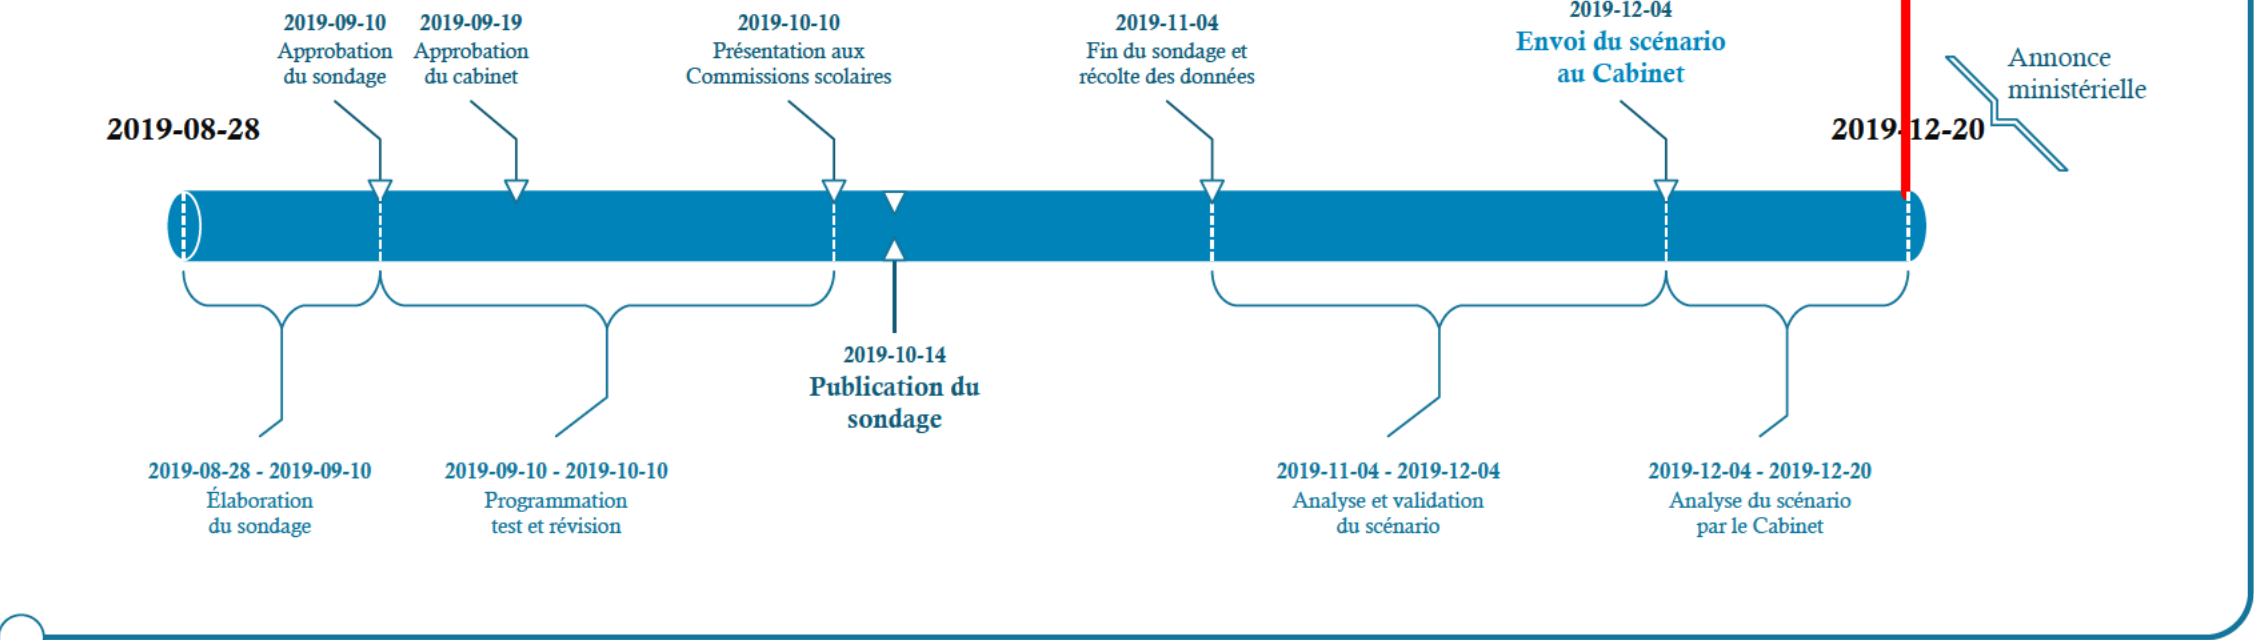 2019-09-10
Approbation
du sondage
2019-09-19
Approbation
du cabinet
2019-10-10
Présentation aux
Commissions scolaires
2019-11-04
Fin du sondage et
récolte des données
2019-12-04
Envoi du scénario
au Cabinet
Annonce
ministérielle
2019-08-28
2019-12-20
2019-10-14
Publication du
sondage
2019-08-28 - 2019-09-10
Élaboration
du sondage
2019-09-10 - 2019-10-10
Programmation
test et révision
2019-11-04 - 2019-12-04
Analyse et validation
du scénario
2019-12-04 - 2019-12-20
Analyse du scénario
par le Cabinet